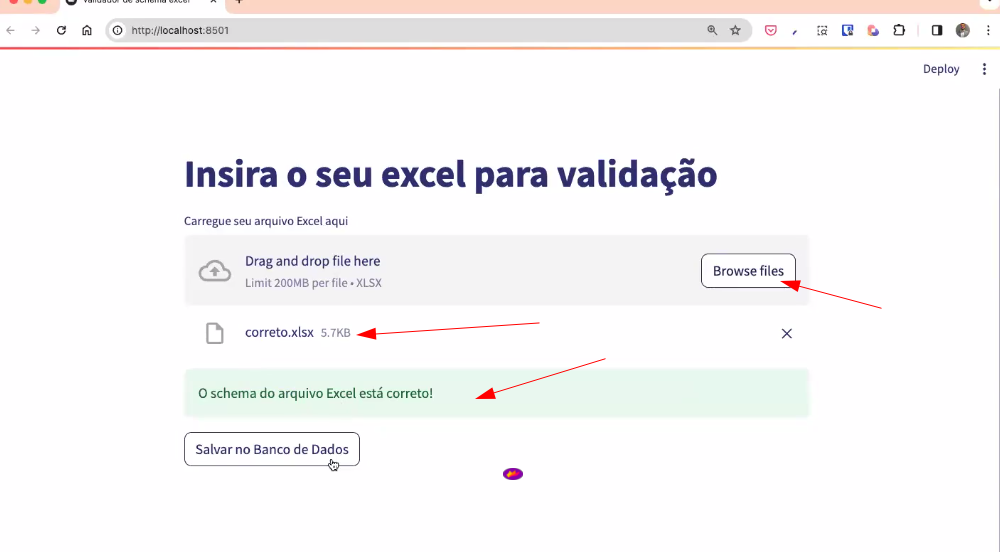 Validador de schema excel
http://localhost:8501
Deploy
Insira o seu excel para validação
Carregue seu arquivo Excel aqui
Drag and drop file here
Limit 200MB per file • XLSX
Browse files
correto.xlsx 5.7KB
O schema do arquivo Excel está correto!
Salvar no Banco de Dados